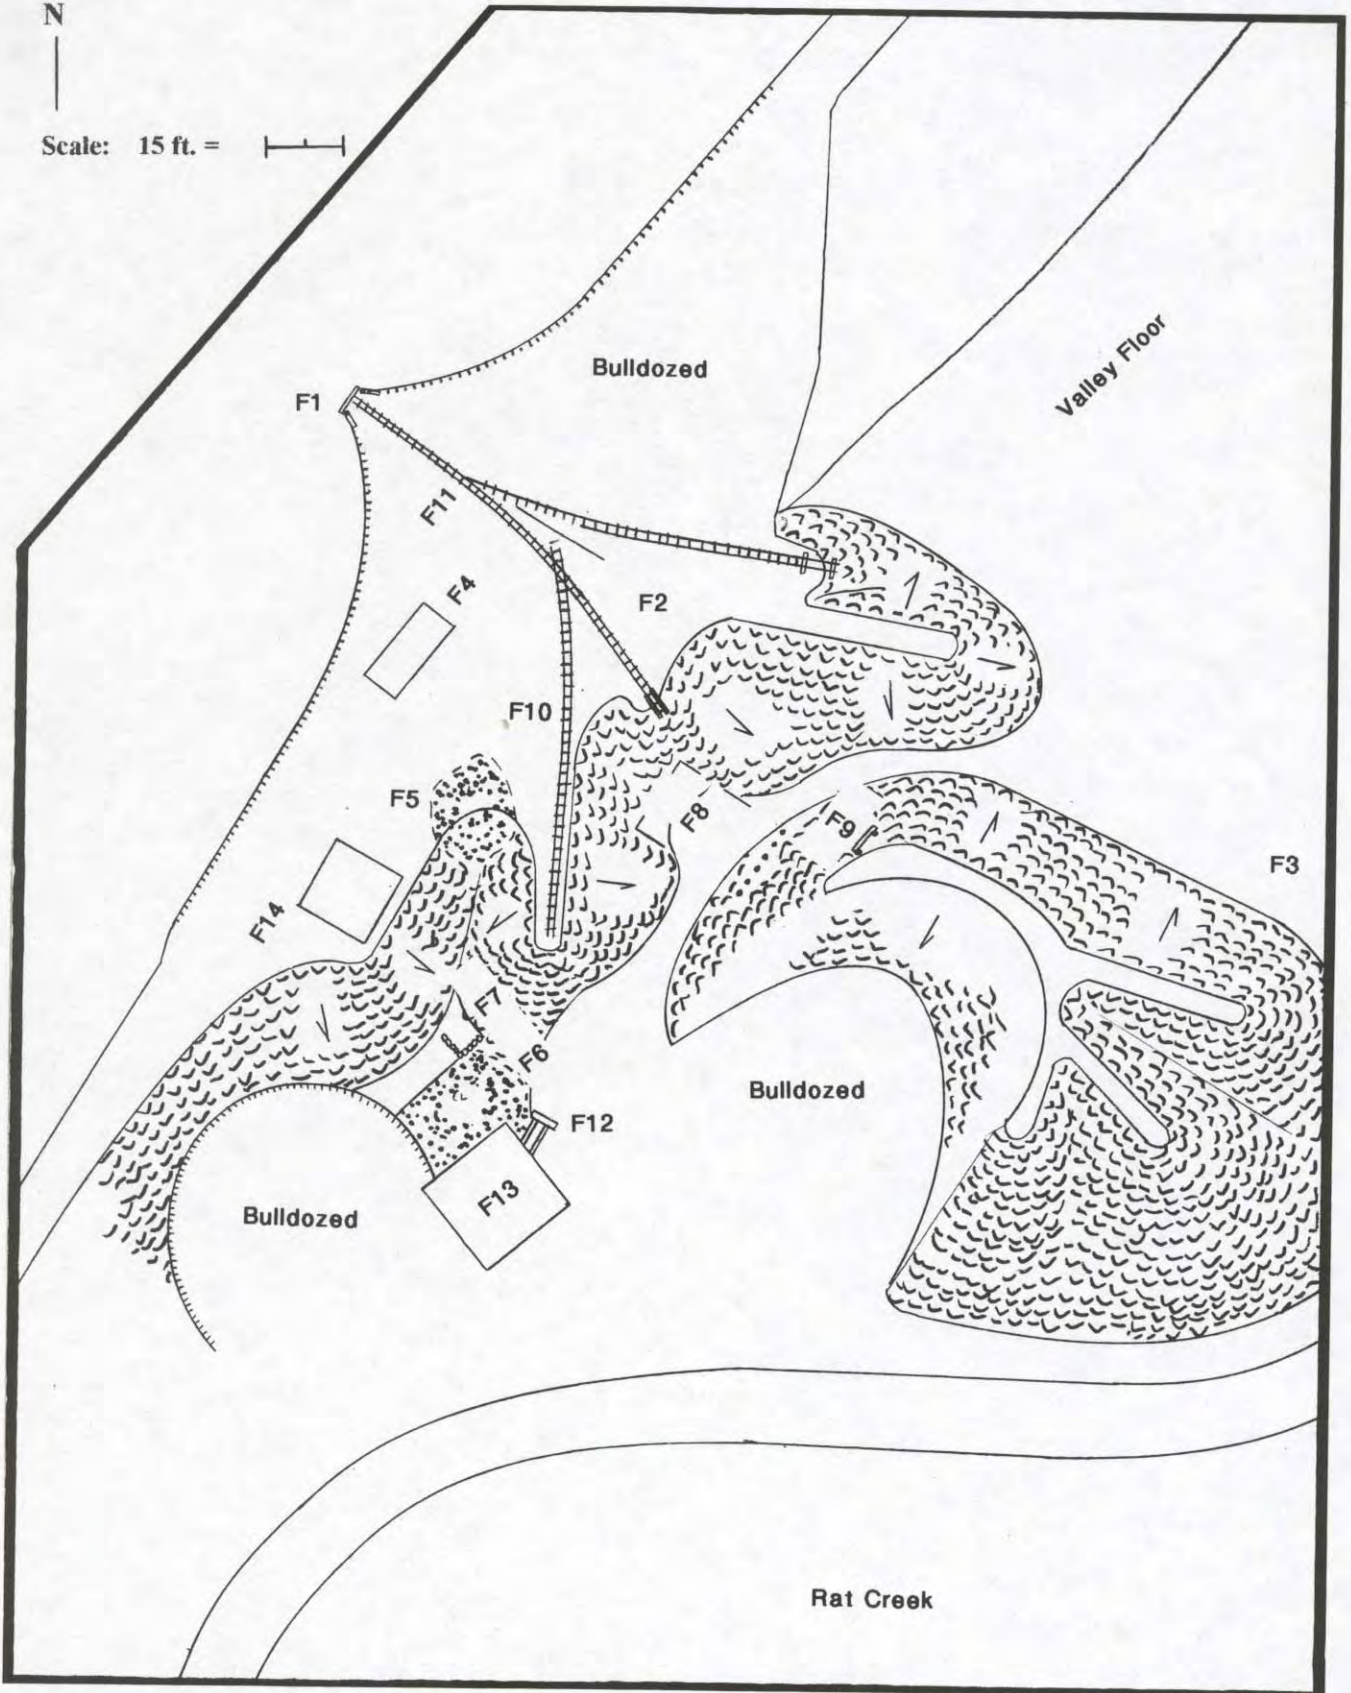 N
Scale: 15 ft. =
Bulldozed
Valley Floor
F1
F11
F4
F2
F10
F5
F8
F9
F3
F14
F7
F6
Bulldozed
F12
F13
Bulldozed
Rat Creek